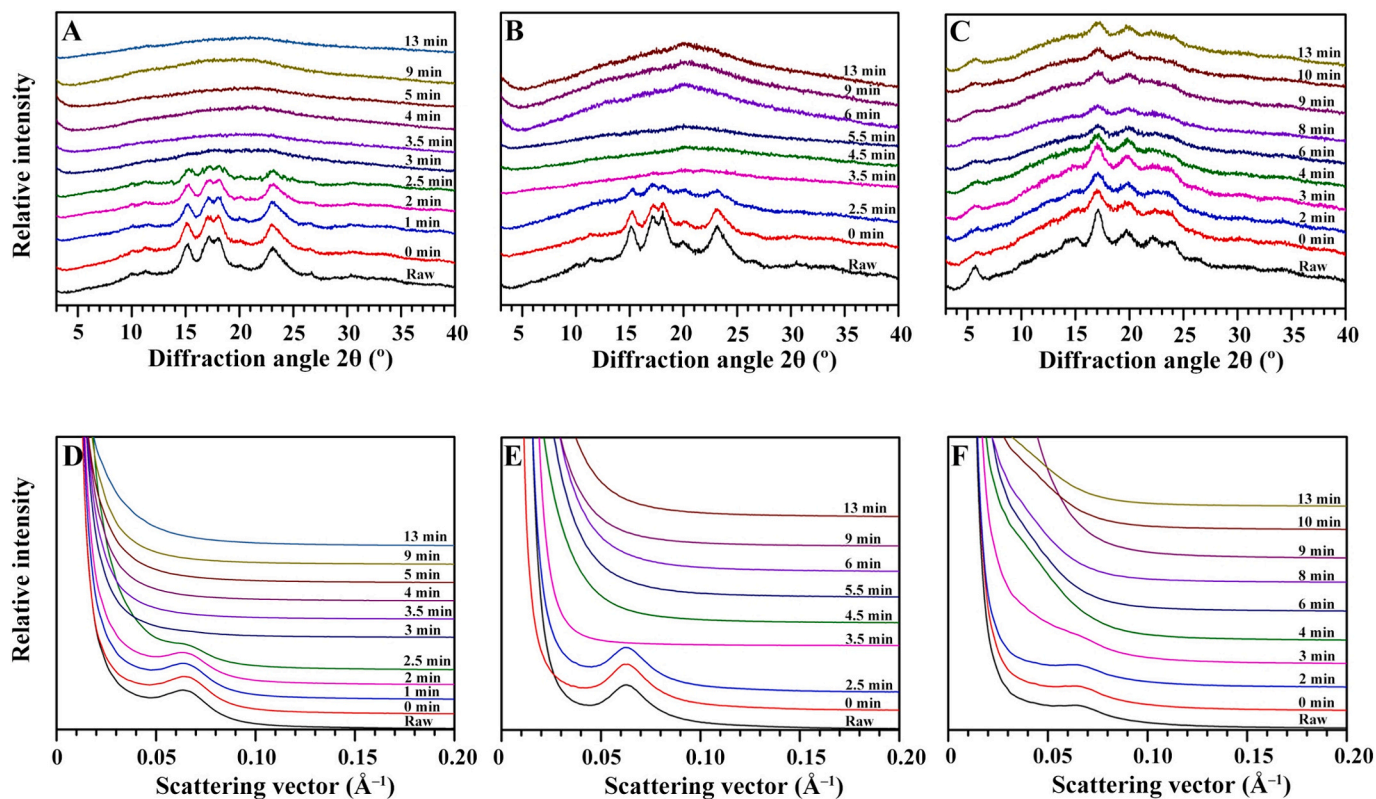 Relative intensity
A
13 min
9 min
5 min
4 min
3.5 min
3 min
2.5 min
2 min
1 min
0 min
Raw
5 10 15 20 25 30 35 40
Diffraction angle 2θ (°)
B
13 min
9 min
6 min
5.5 min
4.5 min
3.5 min
2.5 min
0 min
Raw
5 10 15 20 25 30 35 40
Diffraction angle 2θ (°)
C
13 min
10 min
9 min
8 min
6 min
4 min
3 min
2 min
0 min
Raw
5 10 15 20 25 30 35 40
Diffraction angle 2θ (°)
Relative intensity
D
13 min
9 min
5 min
4 min
3.5 min
3 min
2.5 min
2 min
1 min
0 min
Raw
0 0.05 0.10 0.15 0.20
Scattering vector (Å⁻¹)
E
13 min
9 min
6 min
5.5 min
4.5 min
3.5 min
2.5 min
0 min
Raw
0 0.05 0.10 0.15 0.20
Scattering vector (Å⁻¹)
F
13 min
10 min
9 min
8 min
6 min
4 min
3 min
2 min
0 min
Raw
0 0.05 0.10 0.15 0.20
Scattering vector (Å⁻¹)